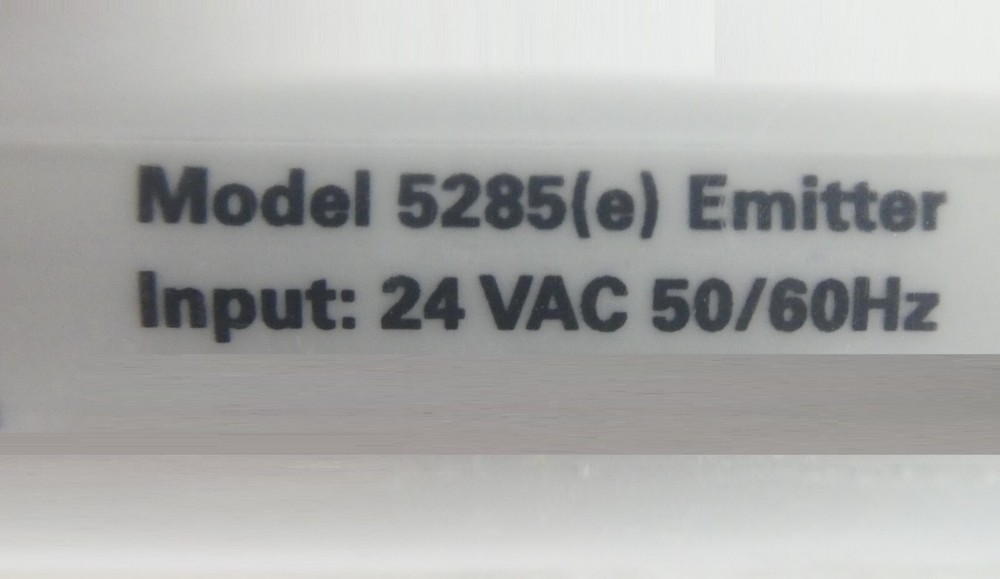 Model 5285(e) Emitter
Input: 24 VAC 50/60Hz